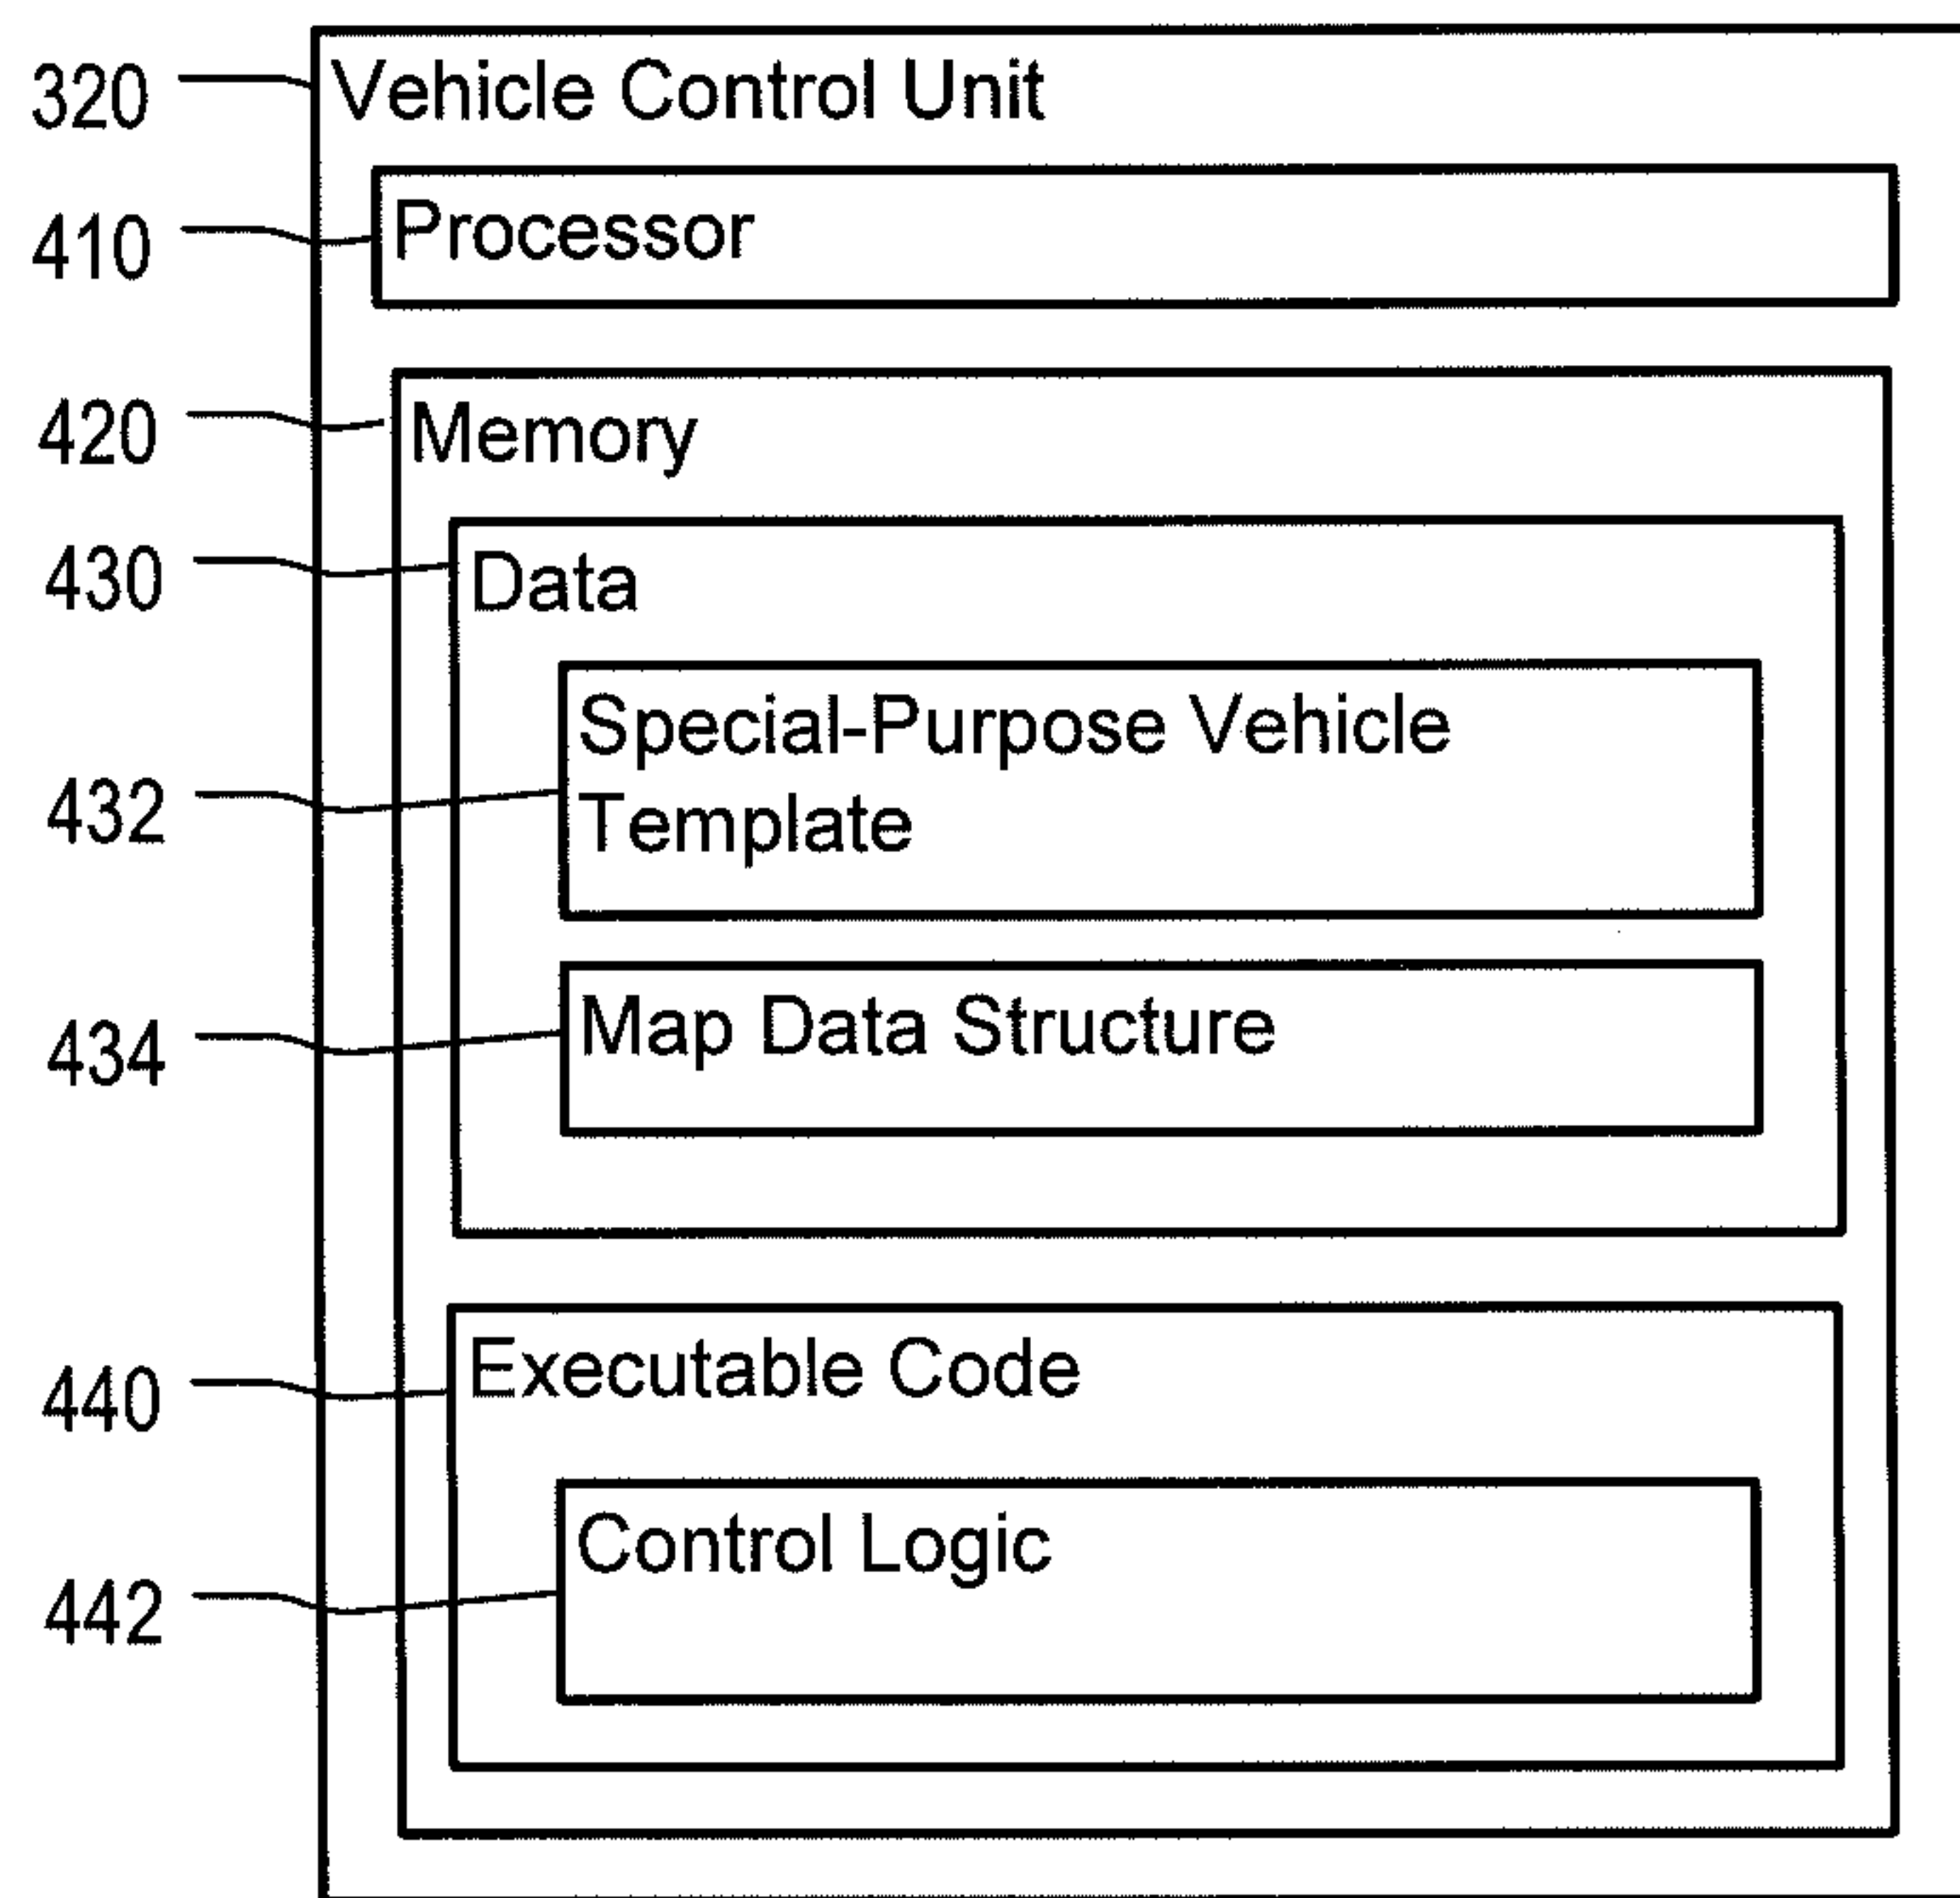 320 Vehicle Control Unit
410 Processor
420 Memory
430 Data
Special-Purpose Vehicle
432 Template
434 Map Data Structure
440 Executable Code
Control Logic
442